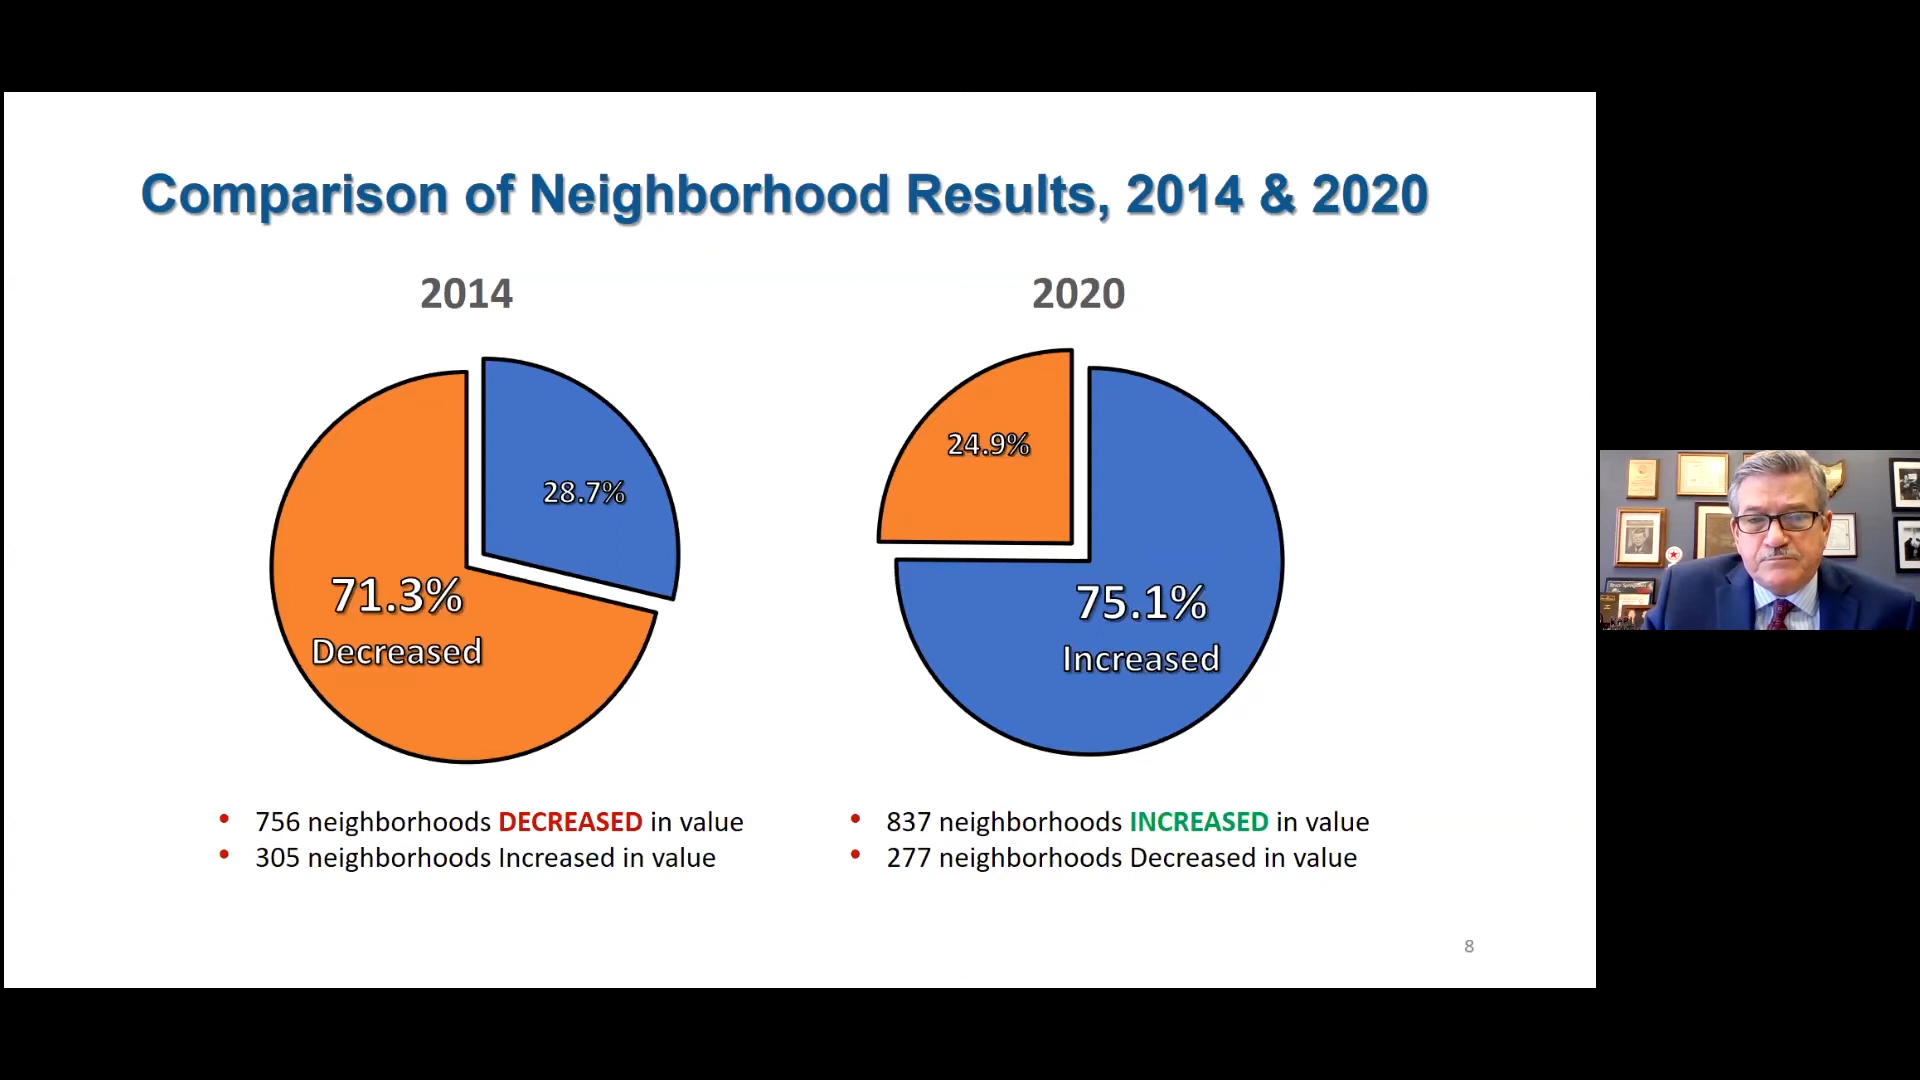 Comparison of Neighborhood Results, 2014 & 2020
2014
2020
28.7%
71.3%
Decreased
24.9%
75.1%
Increased
• 756 neighborhoods DECREASED in value
• 305 neighborhoods Increased in value
• 837 neighborhoods INCREASED in value
• 277 neighborhoods Decreased in value
8